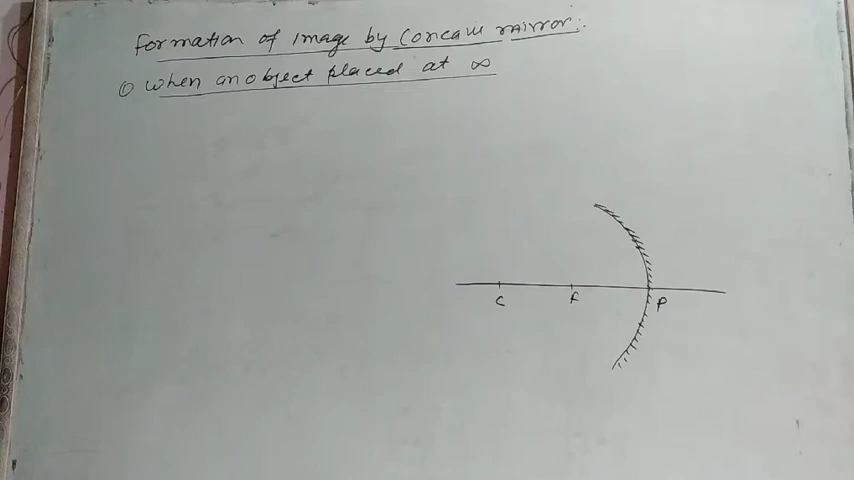 Formation of Image by Concave mirror:.
① When an object placed at ∞
C F P